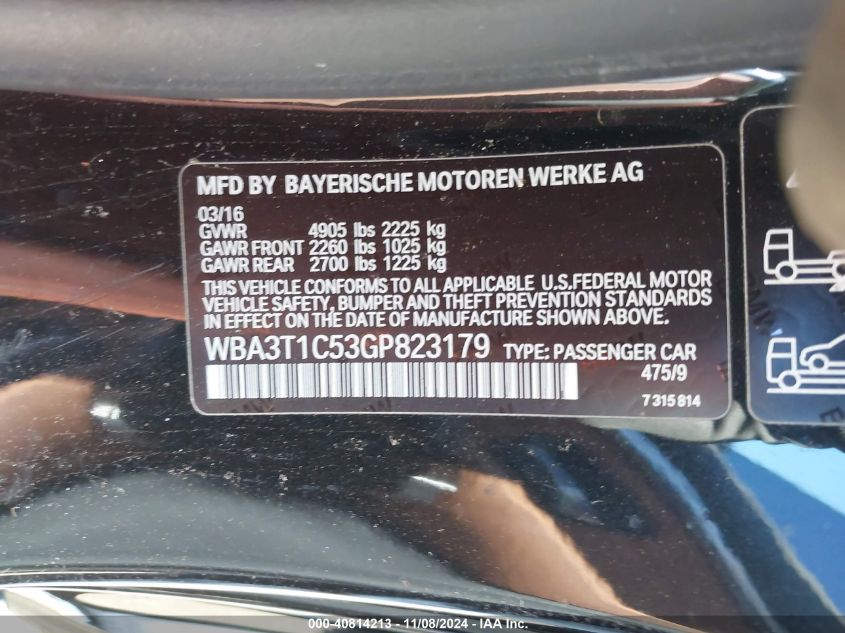 MFD BY BAYERISCHE MOTOREN WERKE AG
03/16
GVWR 4905 lbs 2225 kg
GAWR FRONT 2260 lbs 1025 kg
GAWR REAR 2700 lbs 1225 kg
THIS VEHICLE CONFORMS TO ALL APPLICABLE U.S.FEDERAL MOTOR
VEHICLE SAFETY, BUMPER AND THEFT PREVENTION STANDARDS
IN EFFECT ON THE DATE OF MANUFACTURE SHOWN ABOVE.
WBA3T1C53GP823179 TYPE: PASSENGER CAR
475/9
7315814
000-40814213 - 11/08/2024 - IAA Inc.